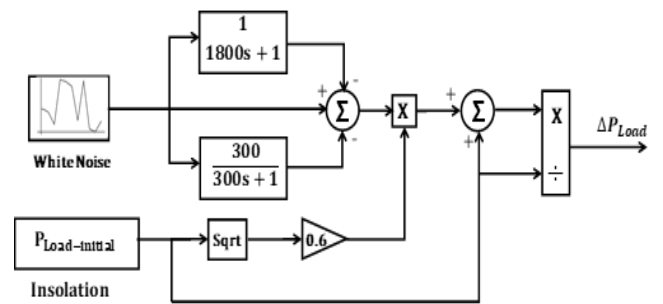 1
1800s + 1
-
+
Σ
-
X
+
Σ
+
X
÷
ΔP_Load
White Noise
300
300s + 1
P_Load-initial
Sqrt
0.6
Insolation